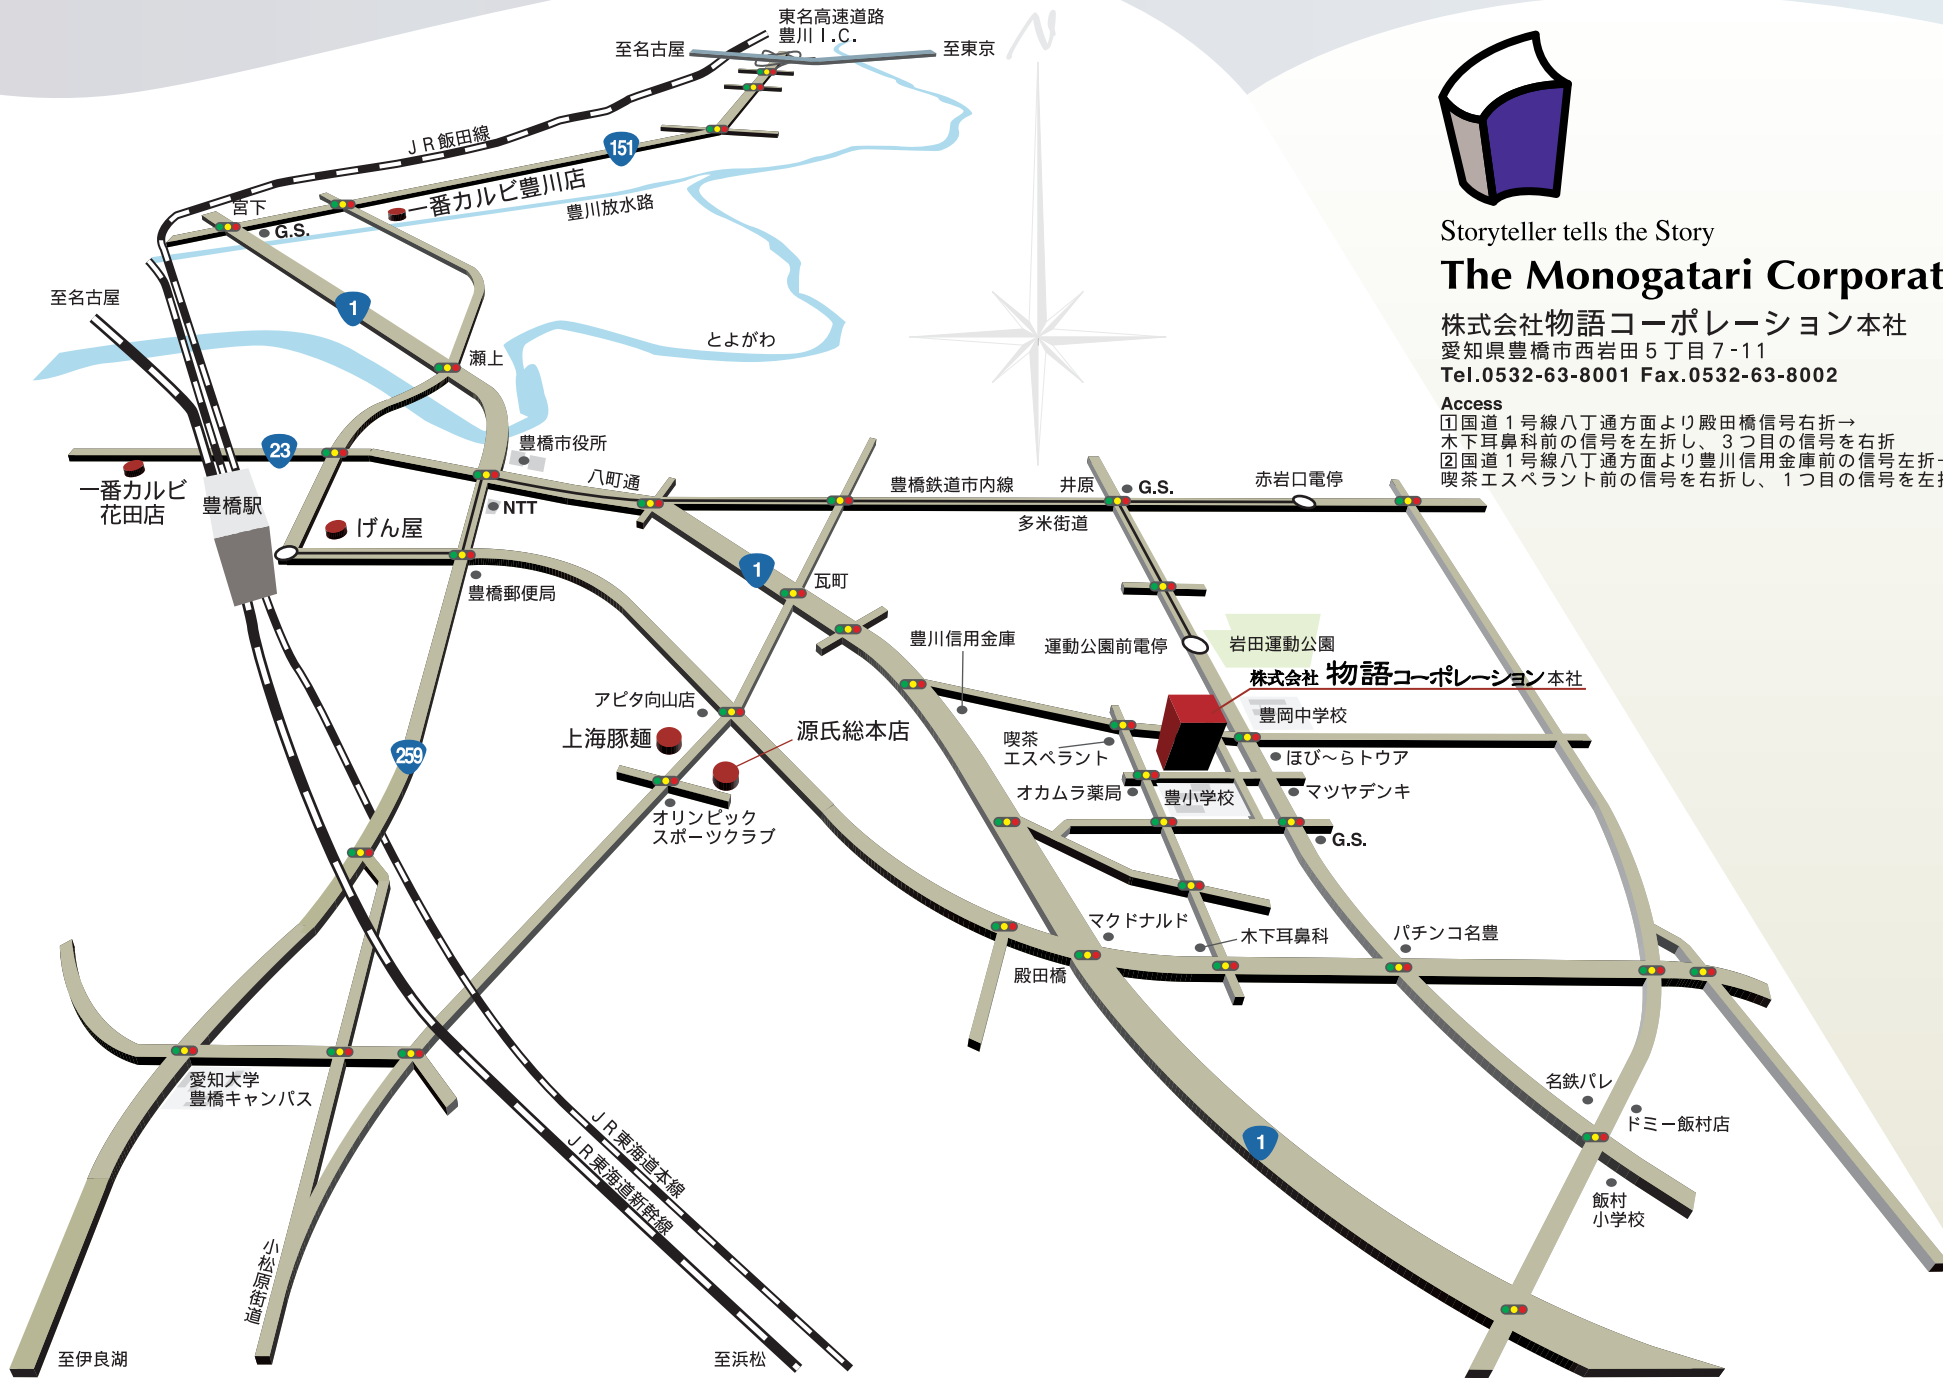 東名高速道路
豊川 I.C.
至名古屋
至東京
ＪＲ飯田線
151
一番カルビ豊川店
豊川放水路
宮下
G.S.
至名古屋
1
瀬上
とよがわ
Storyteller tells the Story
The Monogatari Corporat
株式会社物語コーポレーション本社
愛知県豊橋市西岩田５丁目７-11
Tel.0532-63-8001 Fax.0532-63-8002
Access
1国道１号線八丁通方面より殿田橋信号右折→
木下耳鼻科前の信号を左折し、３つ目の信号を右折
2国道１号線八丁通方面より豊川信用金庫前の信号左折
喫茶エスペラント前の信号を右折し、１つ目の信号を左
23
豊橋市役所
八町通
一番カルビ
花田店
豊橋駅
げん屋
NTT
豊橋鉄道市内線
井原
G.S.
赤岩口電停
多米街道
豊橋郵便局
1
瓦町
豊川信用金庫
運動公園前電停
岩田運動公園
株式会社 物語コーポレーション本社
アピタ向山店
上海豚麺
源氏総本店
259
喫茶
エスペラント
豊岡中学校
ほび〜らトウア
オカムラ薬局
豊小学校
マツヤデンキ
オリンピック
スポーツクラブ
G.S.
マクドナルド
木下耳鼻科
パチンコ名豊
殿田橋
愛知大学
豊橋キャンパス
名鉄パレ
ドミー飯村店
1
飯村
小学校
ＪＲ東海道本線
ＪＲ東海道新幹線
小松原街道
至伊良湖
至浜松